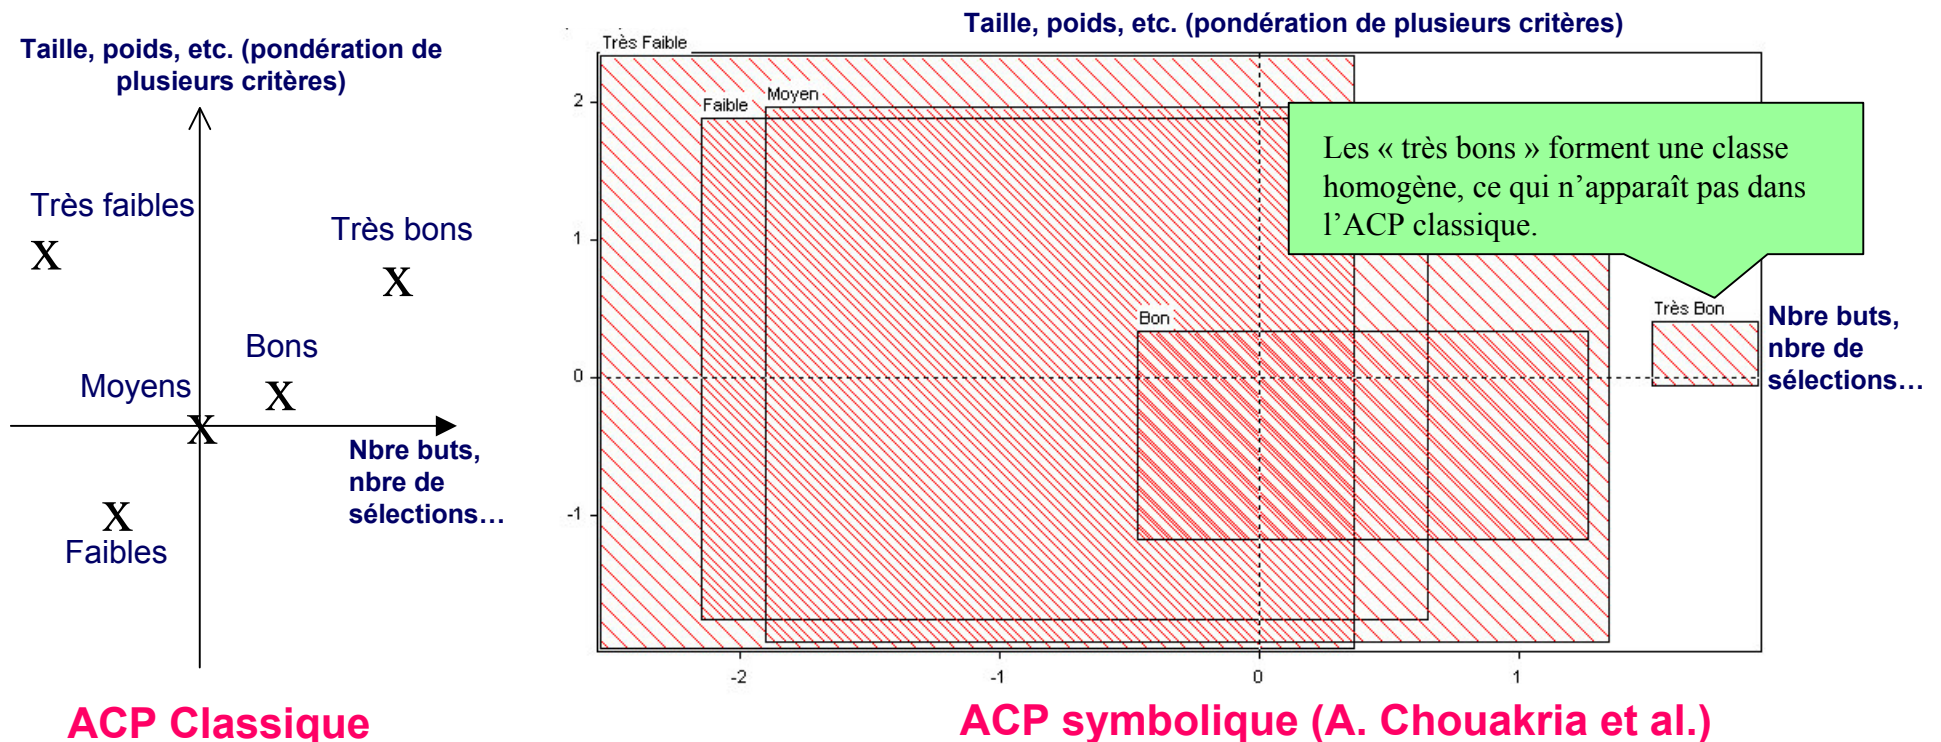 Taille, poids, etc. (pondération de
plusieurs critères)
Très faibles
X
Très bons
X
Bons
X
Moyens
X
Nbre buts,
nbre de
sélections…
X
Faibles
ACP Classique
Taille, poids, etc. (pondération de plusieurs critères)
Très Faible
Faible
Moyen
2
1
0
-1
Les « très bons » forment une classe
homogène, ce qui n’apparaît pas dans
l’ACP classique.
Bon
Très Bon
Nbre buts,
nbre de
sélections…
-2
-1
0
1
ACP symbolique (A. Chouakria et al.)